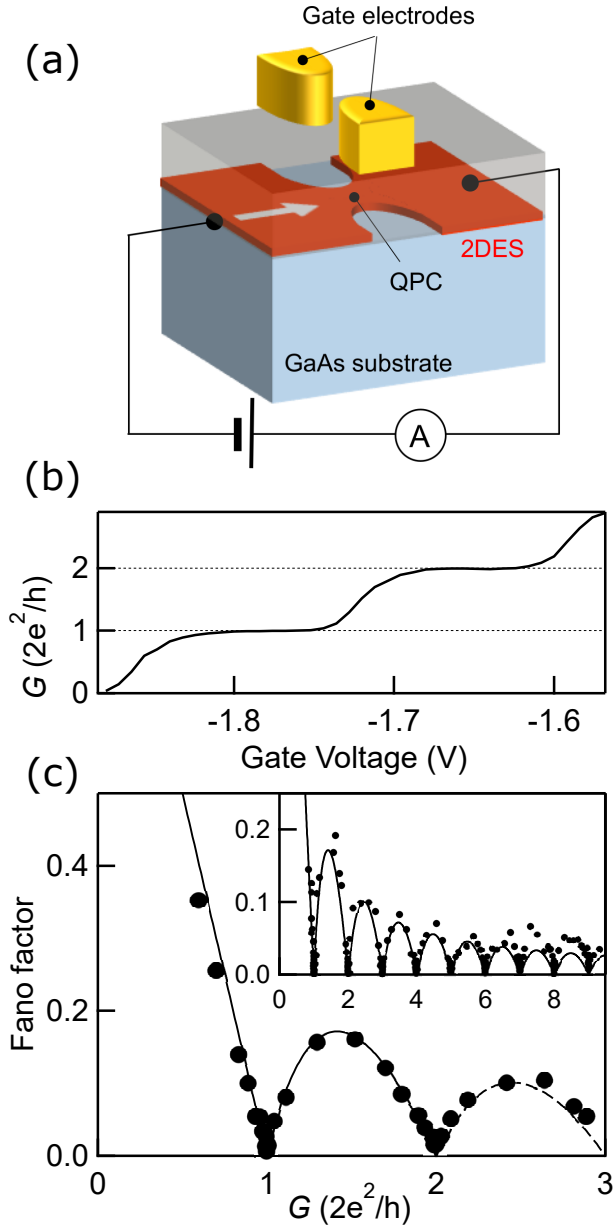 (a)
Gate electrodes
2DES
QPC
GaAs substrate
A
(b)
G (2e²/h)
2
1
0
-1.8 -1.7 -1.6
Gate Voltage (V)
(c)
Fano factor
0.4
0.2
0.0
0 1 2 3
G (2e²/h)
0.2
0.1
0.0
0 2 4 6 8